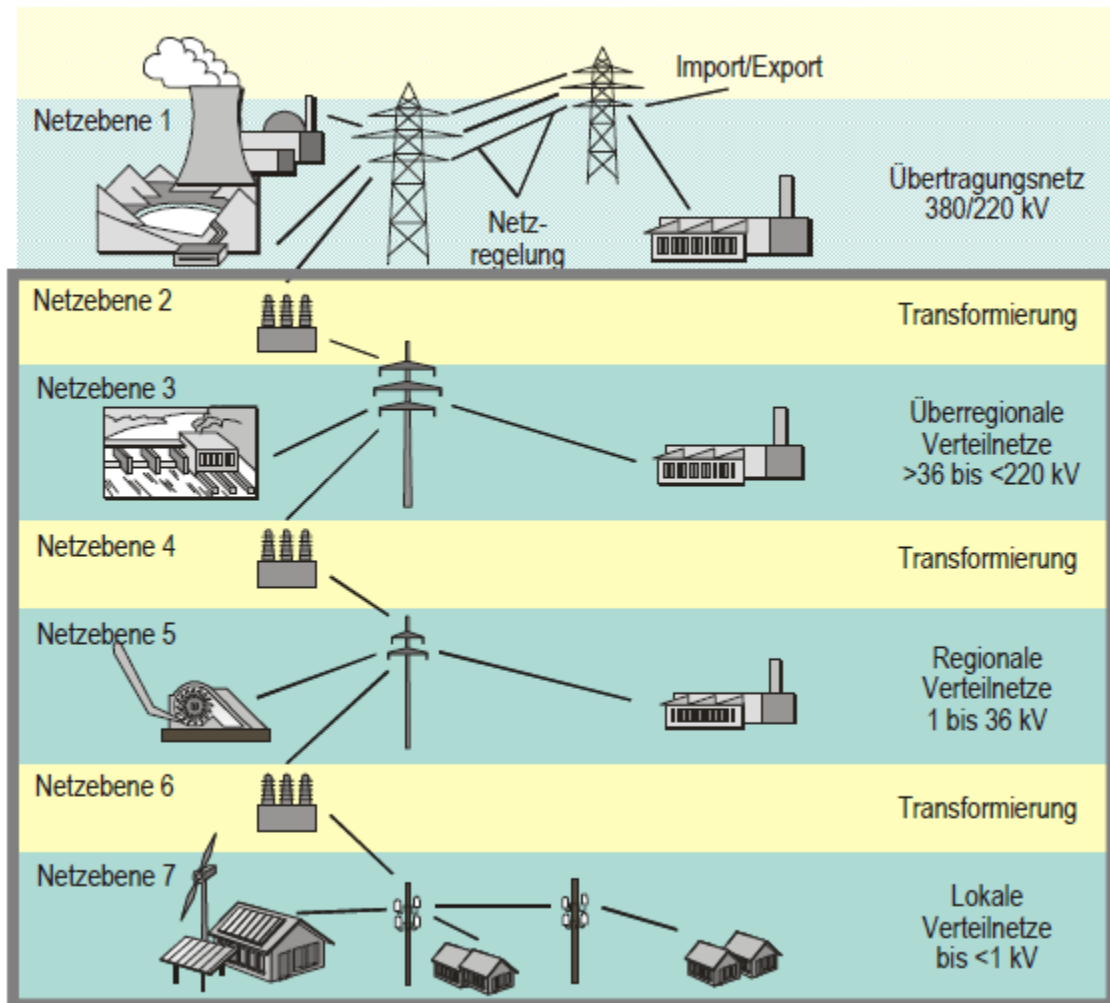 Import/Export
Netzebene 1
Übertragungsnetz
380/220 kV
Netz-
regelung
Netzebene 2
Transformierung
Netzebene 3
Überregionale
Verteilnetze
>36 bis <220 kV
Netzebene 4
Transformierung
Netzebene 5
Regionale
Verteilnetze
1 bis 36 kV
Netzebene 6
Transformierung
Netzebene 7
Lokale
Verteilnetze
bis <1 kV